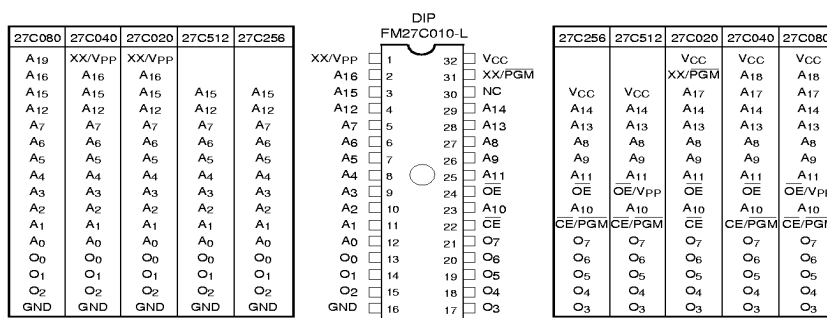 DIP
FM27C010-L
27C080 27C040 27C020 27C512 27C256
A19 XX/VPP XX/VPP
A16 A16 A16
A15 A15 A15 A15 A15
A12 A12 A12 A12 A12
A7 A7 A7 A7 A7
A6 A6 A6 A6 A6
A5 A5 A5 A5 A5
A4 A4 A4 A4 A4
A3 A3 A3 A3 A3
A2 A2 A2 A2 A2
A1 A1 A1 A1 A1
A0 A0 A0 A0 A0
O0 O0 O0 O0 O0
O1 O1 O1 O1 O1
O2 O2 O2 O2 O2
GND GND GND GND GND
XX/VPP 1 32 VCC
A16 2 31 XX/PGM
A15 3 30 NC
A12 4 29 A14
A7 5 28 A13
A6 6 27 A8
A5 7 26 A9
A4 8 25 A11
A3 9 24 OE
A2 10 23 A10
A1 11 22 CE
A0 12 21 O7
O0 13 20 O6
O1 14 19 O5
O2 15 18 O4
GND 16 17 O3
27C256 27C512 27C020 27C040 27C080
VCC VCC VCC
XX/PGM A18 A18
VCC VCC A17 A17 A17
A14 A14 A14 A14 A14
A13 A13 A13 A13 A13
A8 A8 A8 A8 A8
A9 A9 A9 A9 A9
A11 A11 A11 A11 A11
OE OE/VPP OE OE OE/VPP
A10 A10 A10 A10 A10
CE/PGM CE/PGM CE CE/PGM CE/PGM
O7 O7 O7 O7 O7
O6 O6 O6 O6 O6
O5 O5 O5 O5 O5
O4 O4 O4 O4 O4
O3 O3 O3 O3 O3